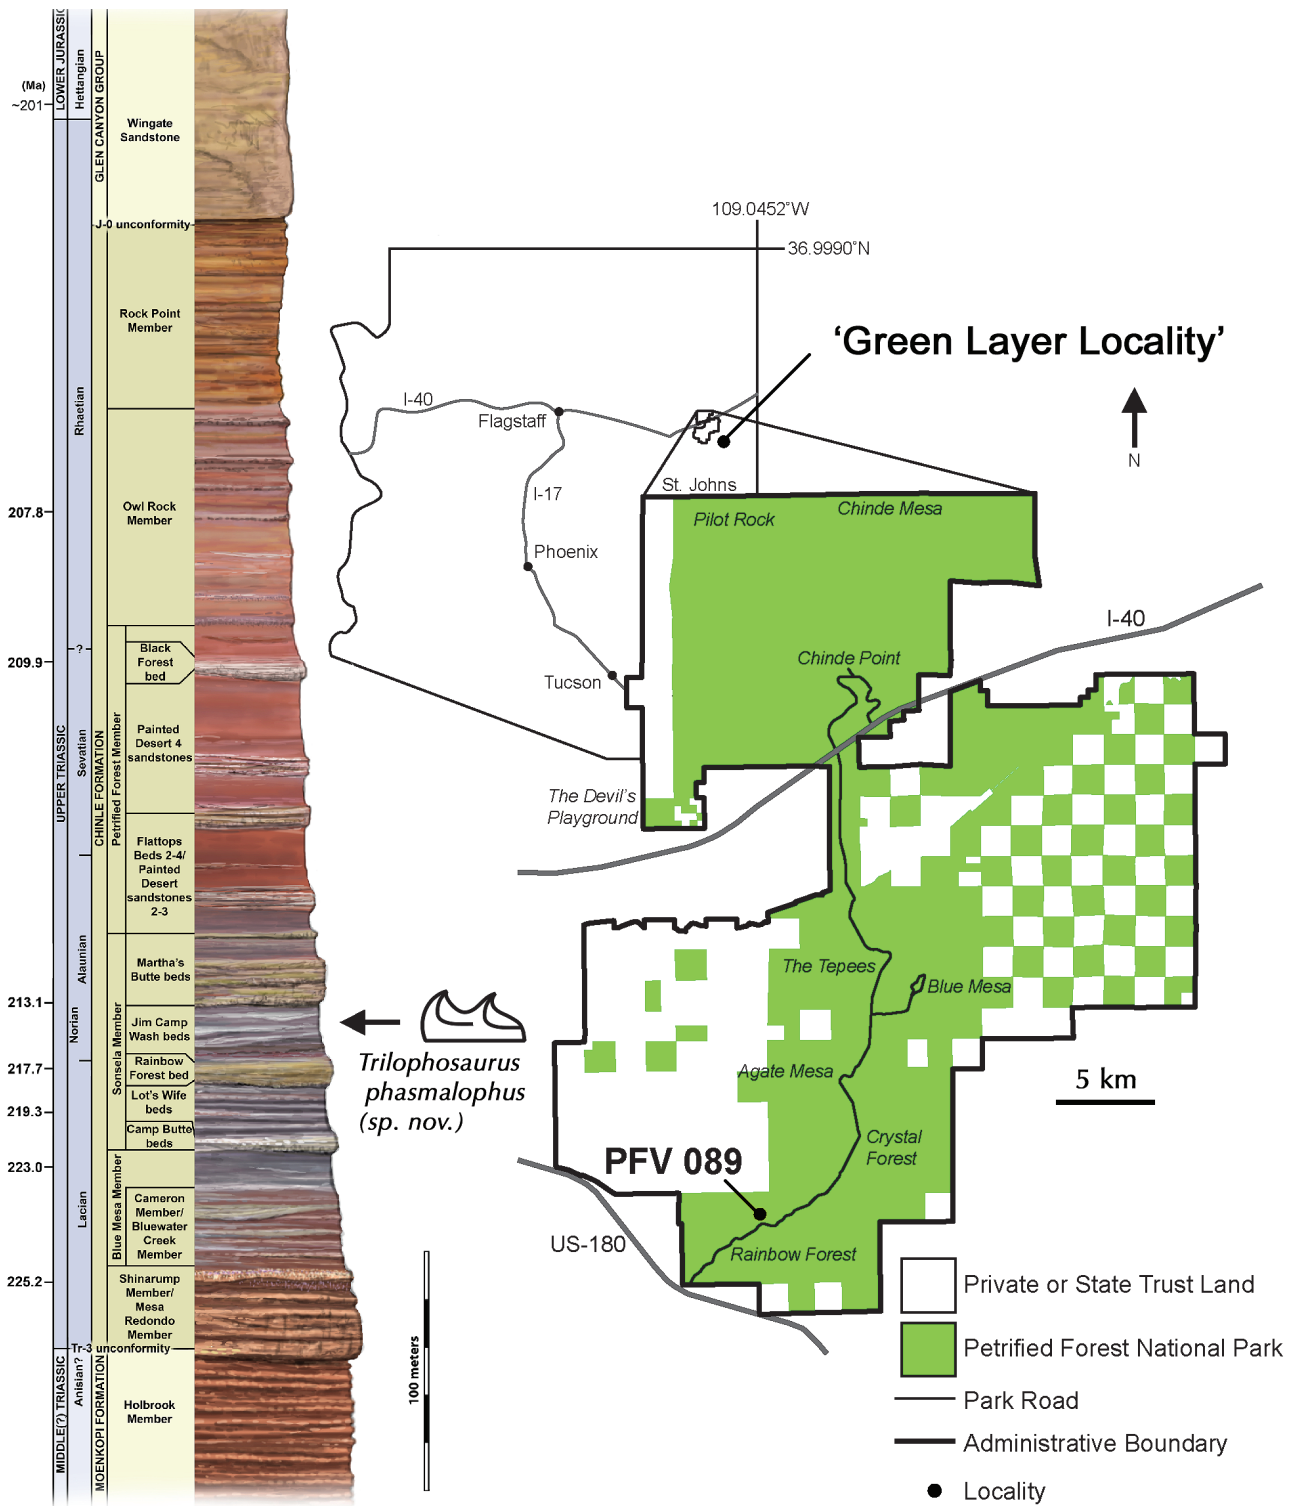 (Ma)
~201
207.8
209.9
213.1
217.7
219.3
223.0
225.2
LOWER JURASSIC
UPPER TRIASSIC
MIDDLE(?) TRIASSIC
Hettangian
Rhaetian
?
Sevatian
Alaunian
Norian
Lacian
Anisian?
GLEN CANYON GROUP
CHINLE FORMATION
MOENKOPI FORMATION
Wingate
Sandstone
J-0 unconformity
Rock Point
Member
Owl Rock
Member
Petrified Forest Member
Black
Forest
bed
Painted
Desert 4
sandstones
Flattops
Beds 2-4/
Painted
Desert
sandstones
2-3
Sonsela Member
Martha's
Butte beds
Jim Camp
Wash beds
Rainbow
Forest bed
Lot's Wife
beds
Camp Butte
beds
Blue Mesa Member
Cameron
Member/
Bluewater
Creek
Member
Shinarump
Member/
Mesa
Redondo
Member
Tr-3 unconformity
Holbrook
Member
Trilophosaurus
phasmalophus
(sp. nov.)
100 meters
109.0452°W
36.9990°N
'Green Layer Locality'
I-40
Flagstaff
I-17
Phoenix
Tucson
St. Johns
N
Pilot Rock
Chinde Mesa
I-40
Chinde Point
The Devil's
Playground
The Tepees
Blue Mesa
Agate Mesa
5 km
Crystal
Forest
PFV 089
US-180
Rainbow Forest
Private or State Trust Land
Petrified Forest National Park
Park Road
Administrative Boundary
Locality